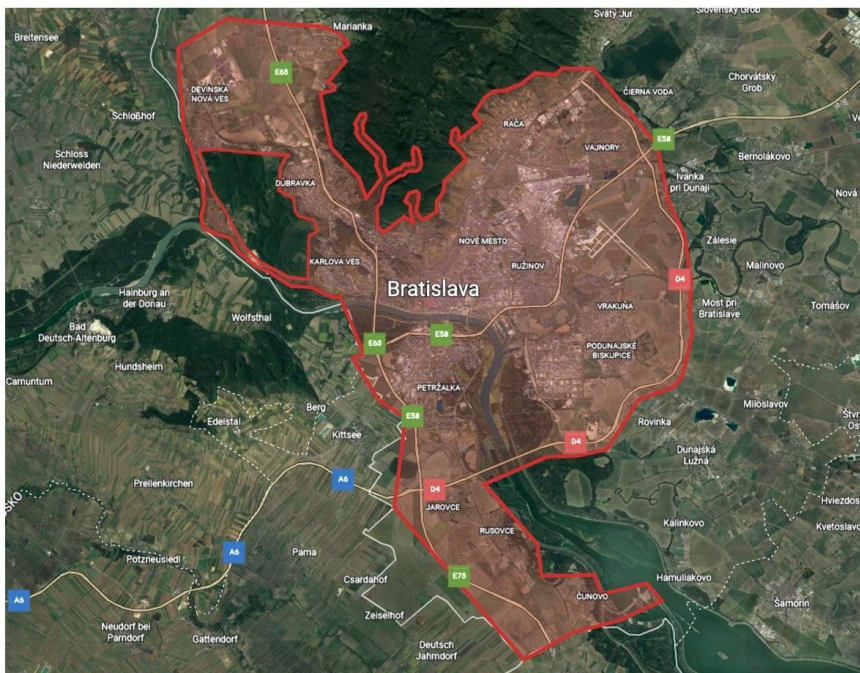 Svätý Jur
Slovenský Grob
Breitensee
Marianka
E65
DEVÍNSKA
NOVÁ VES
ČIERNA VODA
Chorvátsky
Grob
Schloßhof
RAČA
VAJNORY
E58
Bernolákovo
Schloss
Niederweiden
Ivanka
pri Dunaji
DÚBRAVKA
Nová
NOVÉ MESTO
Zálesie
KARLOVA VES
RUŽINOV
Malinovo
D4
Bratislava
Hainburg an
der Donau
VRAKUŇA
Most pri
Bratislave
Tomášov
Wolfsthal
Bad
Deutsch-Altenburg
E65
E58
PODUNAJSKÉ
BISKUPICE
Hundsheim
Carnuntum
PETRŽALKA
Miloslavov
Berg
E58
Edelstal
Rovinka
Kittsee
D4
Dunajská
Lužná
Prellenkirchen
A6
D4
JAROVCE
SKO
Hviezdos
RUSOVCE
Kalinkovo
Kvetoslavo
A6
Pama
Potzneusiedl
Csardahof
E75
Hamuliakovo
A6
ČUNOVO
Šamorín
Zeiselhof
Neudorf bei
Parndorf
Gattendorf
Deutsch
Jahrndorf